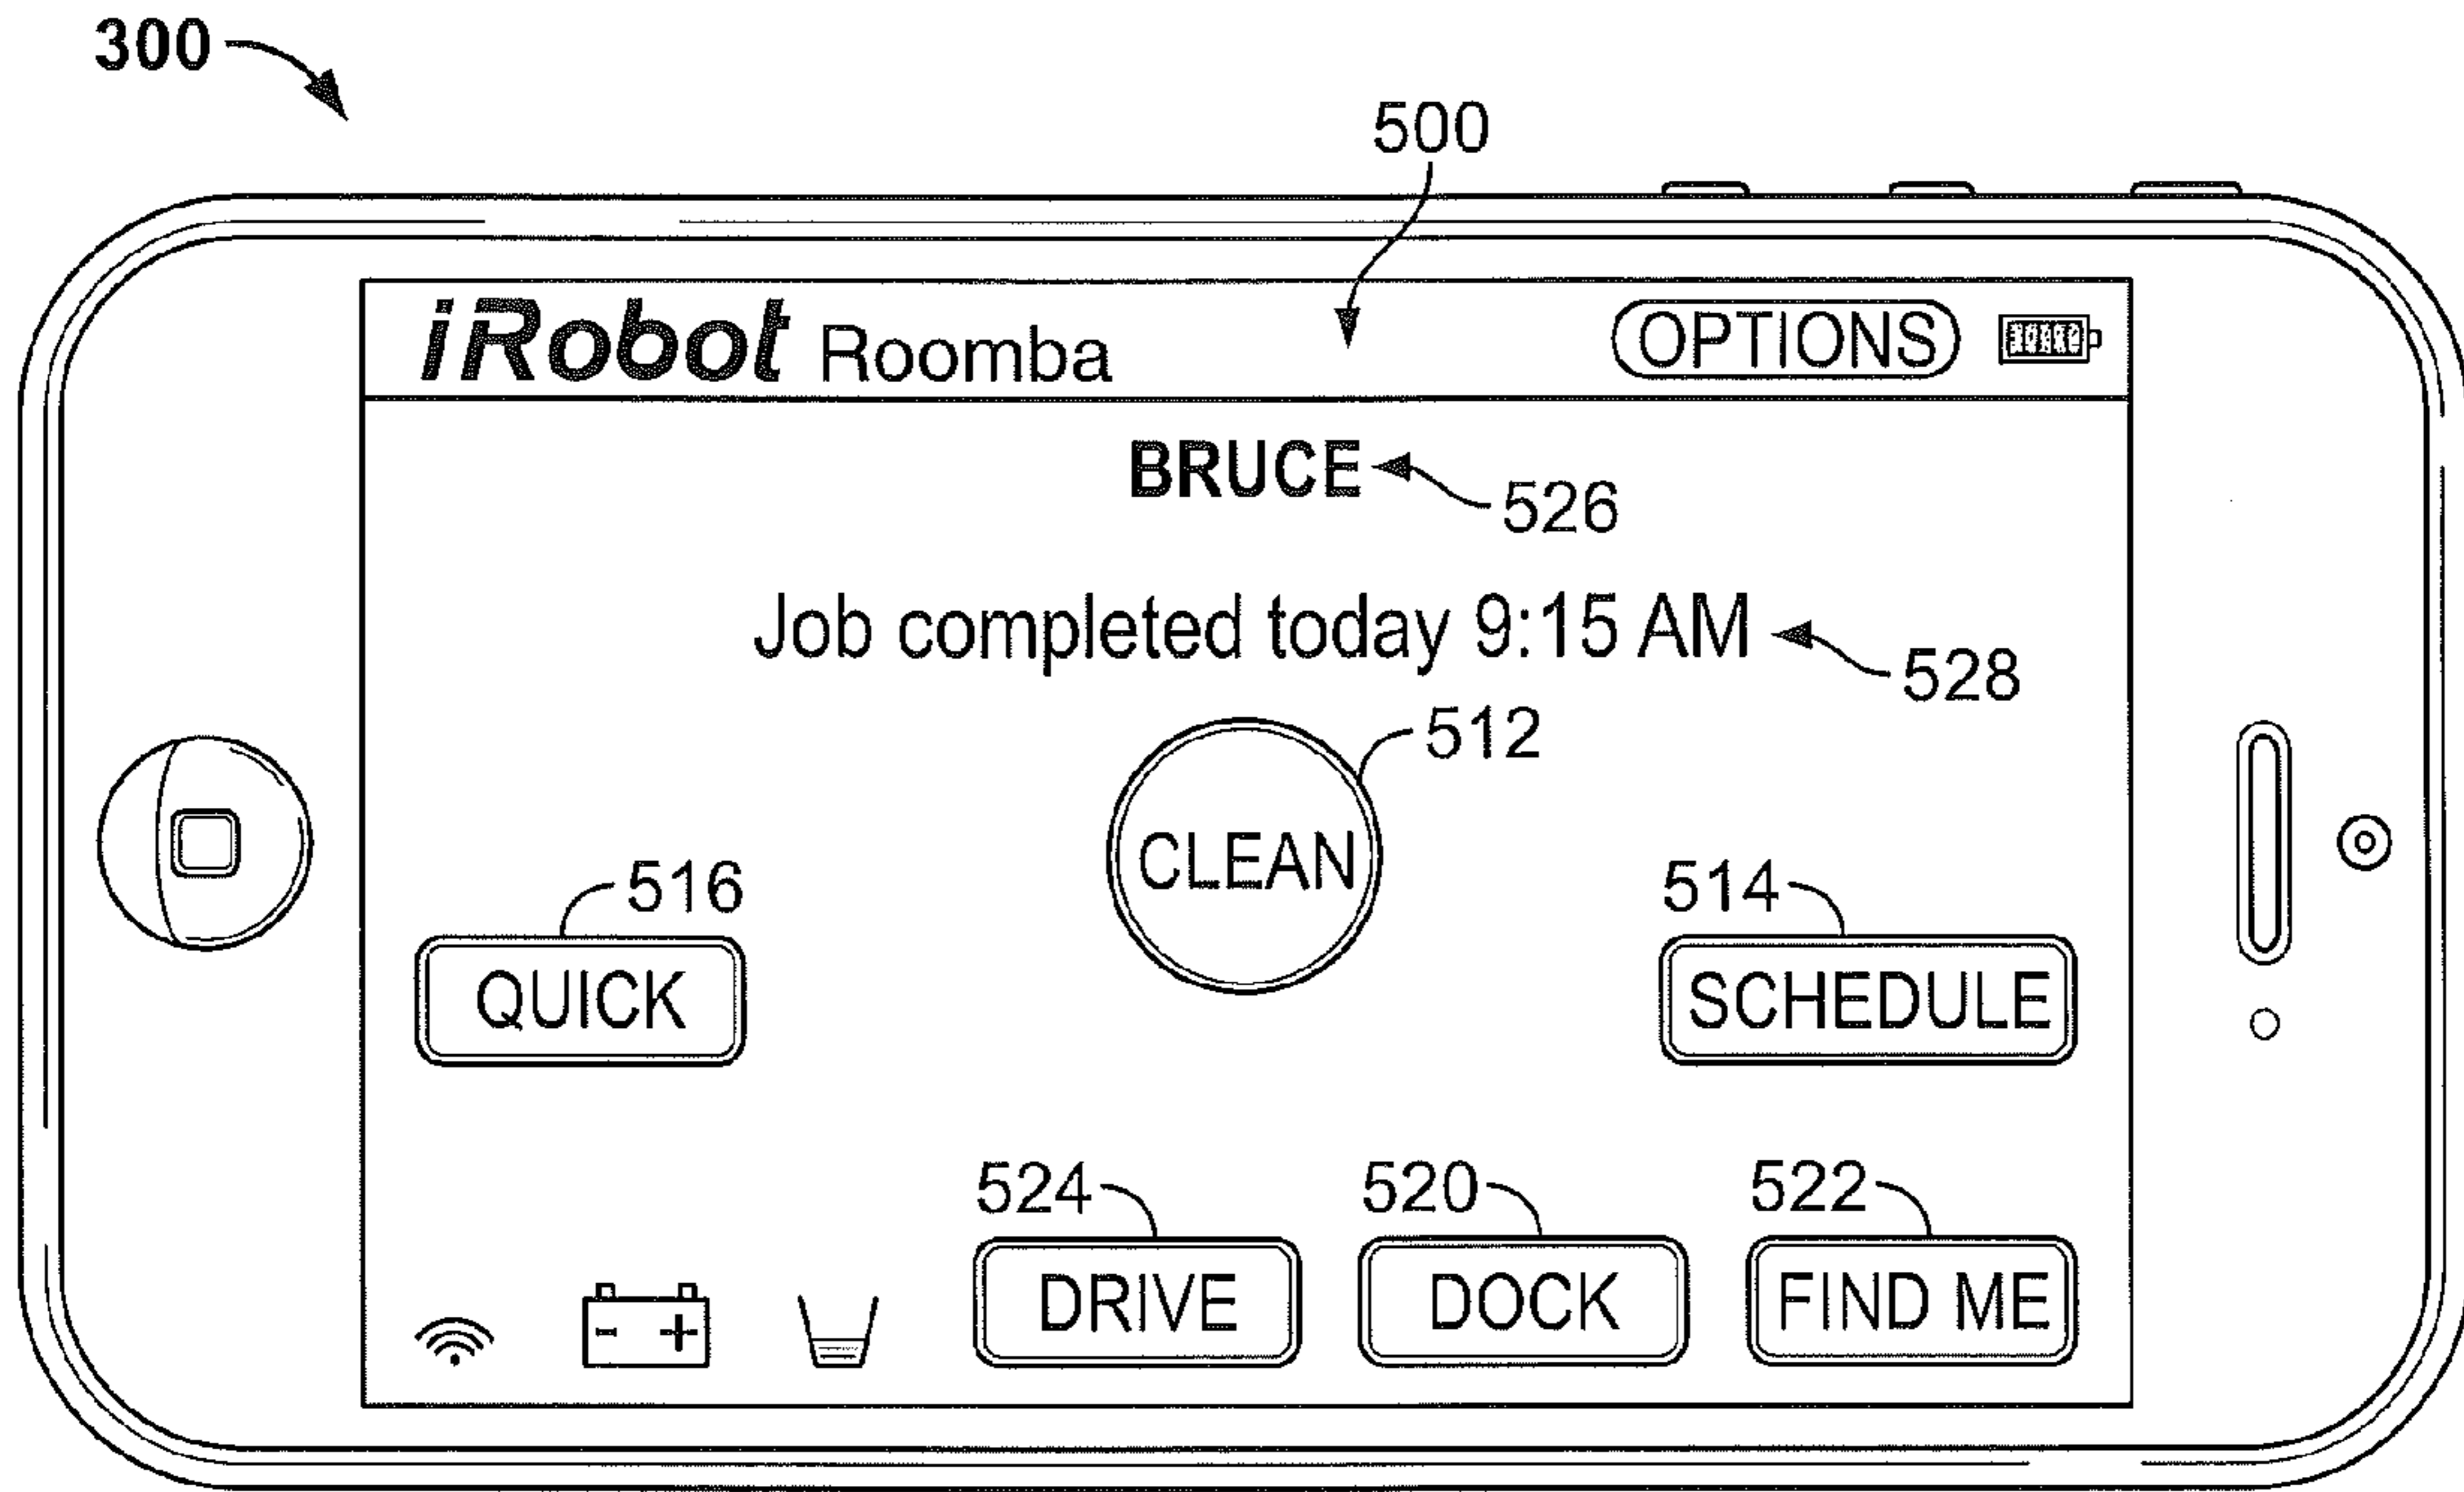 300
500
iRobot Roomba OPTIONS
BRUCE 526
Job completed today 9:15 AM 528
512
CLEAN
516 514
QUICK SCHEDULE
524 520 522
- + DRIVE DOCK FIND ME